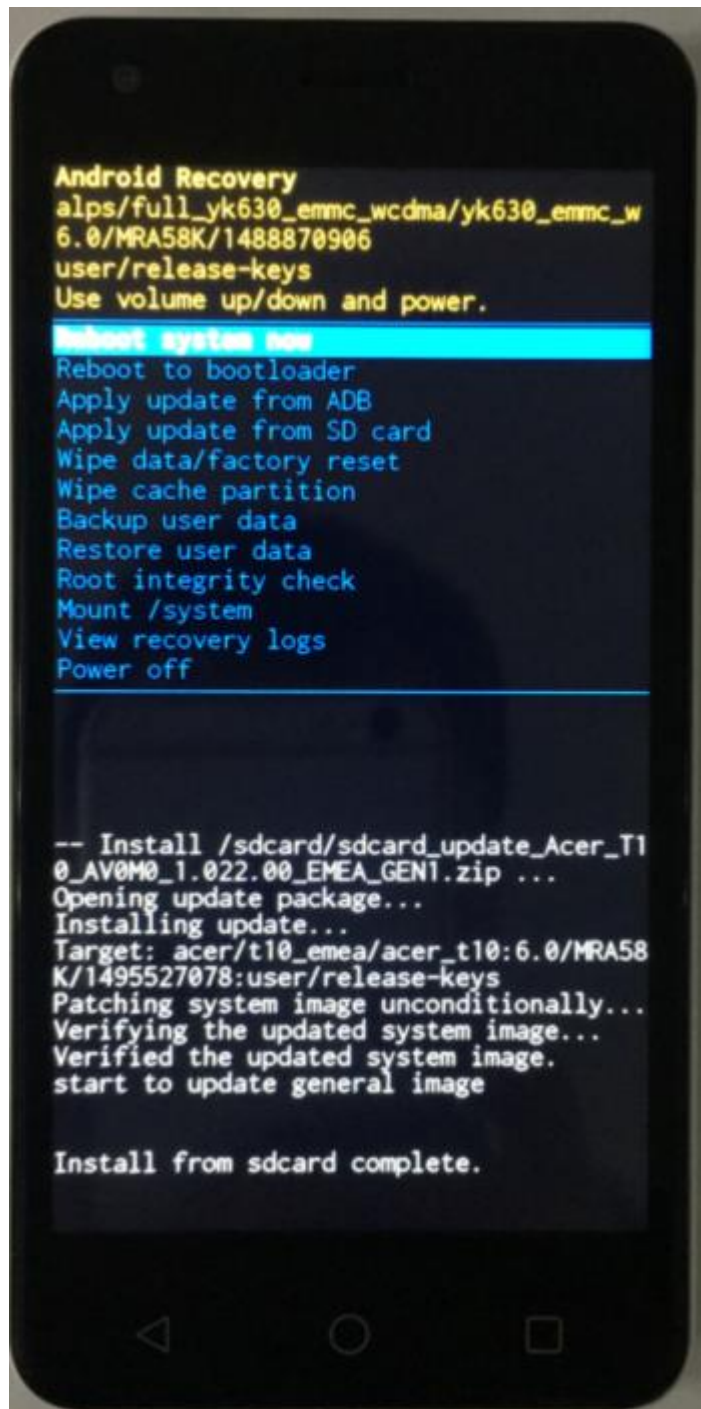 Android Recovery
alps/full_yk630_emmc_wcdma/yk630_emmc_w
6.0/MRA58K/1488870906
user/release-keys
Use volume up/down and power.
Reboot system now
Reboot to bootloader
Apply update from ADB
Apply update from SD card
Wipe data/factory reset
Wipe cache partition
Backup user data
Restore user data
Root integrity check
Mount /system
View recovery logs
Power off
-- Install /sdcard/sdcard_update_Acer_T1
0_AV0M0_1.022.00_EMEA_GEN1.zip ...
Opening update package...
Installing update...
Target: acer/t10_emea/acer_t10:6.0/MRA58
K/1495527078:user/release-keys
Patching system image unconditionally...
Verifying the updated system image...
Verified the updated system image.
start to update general image
Install from sdcard complete.